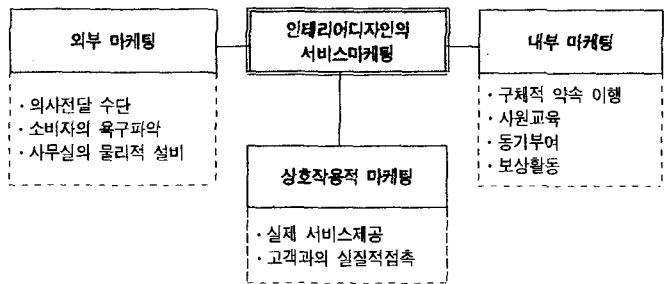 외부 마케팅
· 의사전달 수단
· 소비자의 욕구파악
· 사무실의 물리적 설비
인테리어디자인의
서비스마케팅
내부 마케팅
· 구체적 약속 이행
· 사원교육
· 동기부여
· 보상활동
상호작용적 마케팅
· 실제 서비스제공
· 고객과의 실질적접촉